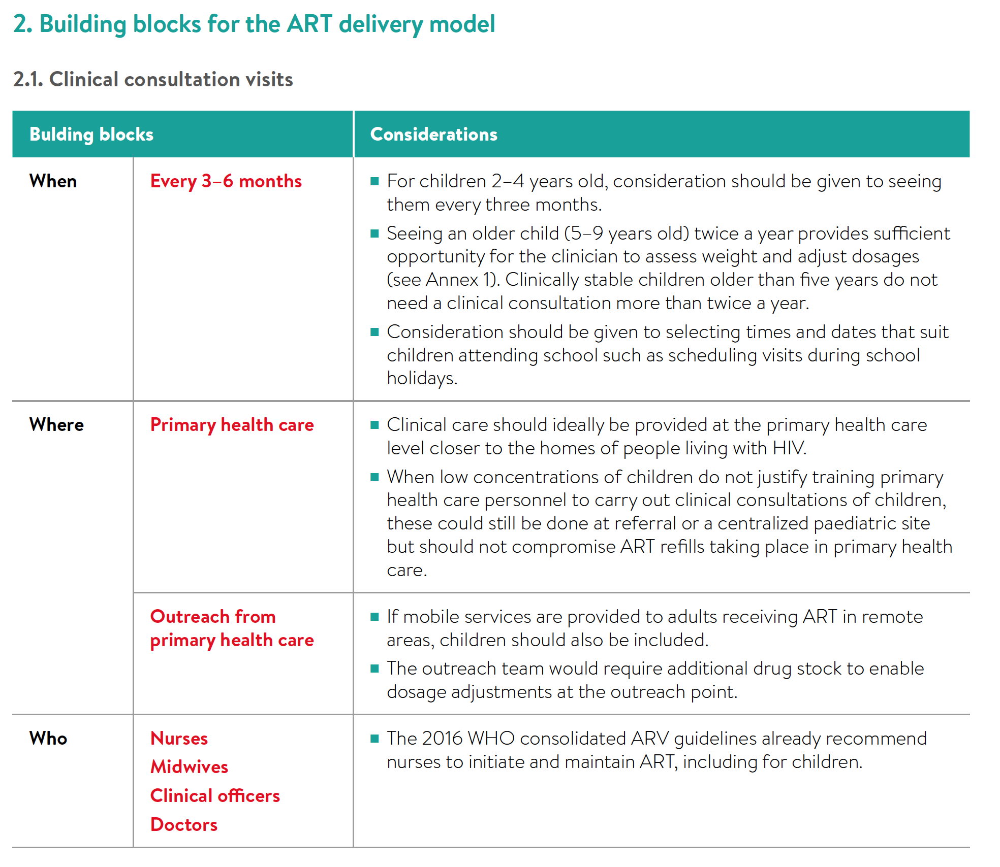 2. Building blocks for the ART delivery model
2.1. Clinical consultation visits
Bulding blocks
Considerations
When
Every 3–6 months
■ For children 2–4 years old, consideration should be given to seeing
them every three months.
■ Seeing an older child (5–9 years old) twice a year provides sufficient
opportunity for the clinician to assess weight and adjust dosages
(see Annex 1). Clinically stable children older than five years do not
need a clinical consultation more than twice a year.
■ Consideration should be given to selecting times and dates that suit
children attending school such as scheduling visits during school
holidays.
Where
Primary health care
■ Clinical care should ideally be provided at the primary health care
level closer to the homes of people living with HIV.
■ When low concentrations of children do not justify training primary
health care personnel to carry out clinical consultations of children,
these could still be done at referral or a centralized paediatric site
but should not compromise ART refills taking place in primary health
care.
Outreach from
primary health care
■ If mobile services are provided to adults receiving ART in remote
areas, children should also be included.
■ The outreach team would require additional drug stock to enable
dosage adjustments at the outreach point.
Who
Nurses
Midwives
Clinical officers
Doctors
■ The 2016 WHO consolidated ARV guidelines already recommend
nurses to initiate and maintain ART, including for children.